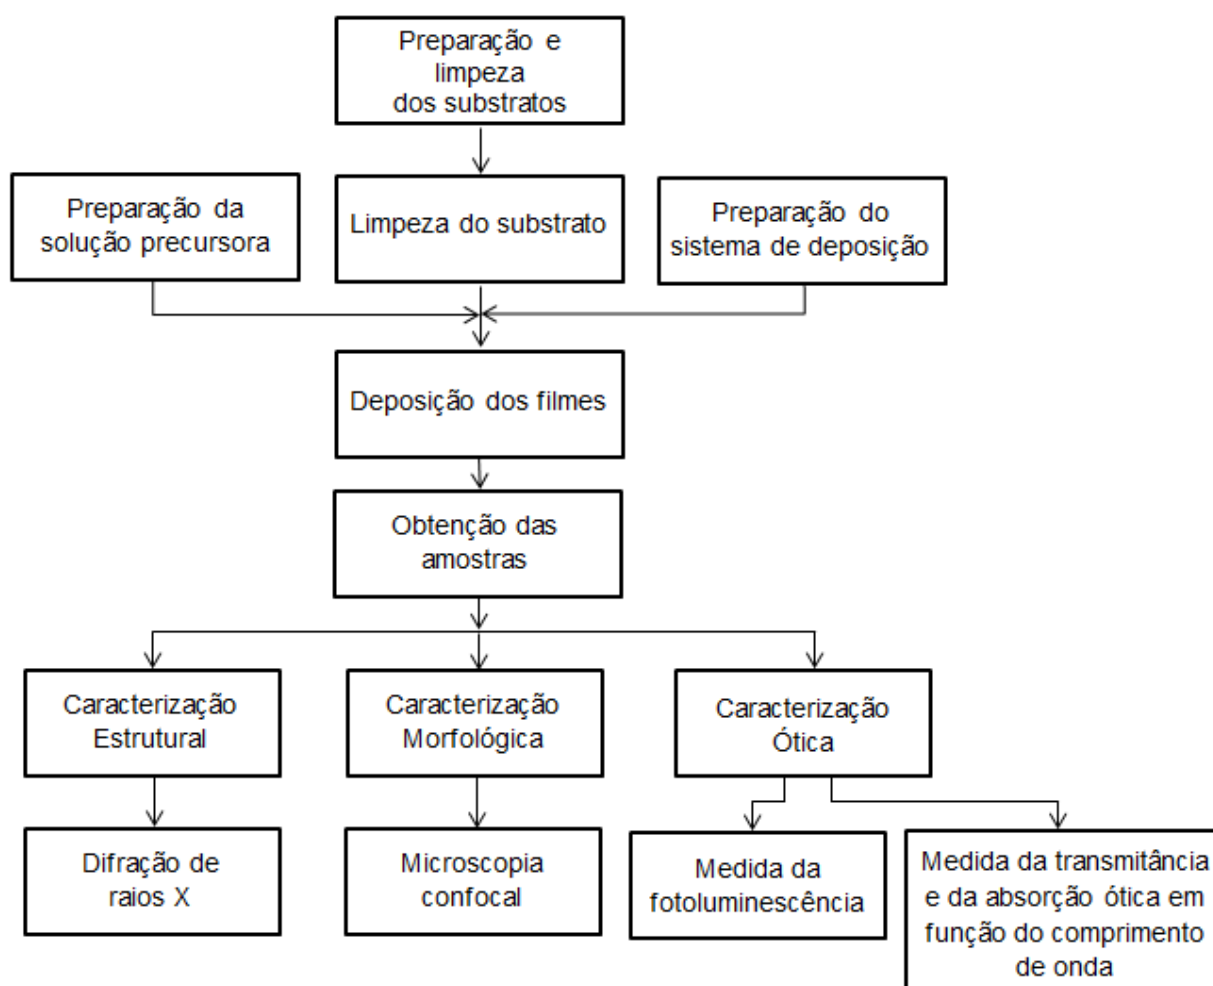 Preparação e
limpeza
dos substratos
Preparação da
solução precursora
Limpeza do substrato
Preparação do
sistema de deposição
Deposição dos filmes
Obtenção das
amostras
Caracterização
Estrutural
Caracterização
Morfológica
Caracterização
Ótica
Difração de
raios X
Microscopia
confocal
Medida da
fotoluminescência
Medida da transmitância
e da absorção ótica em
função do comprimento
de onda